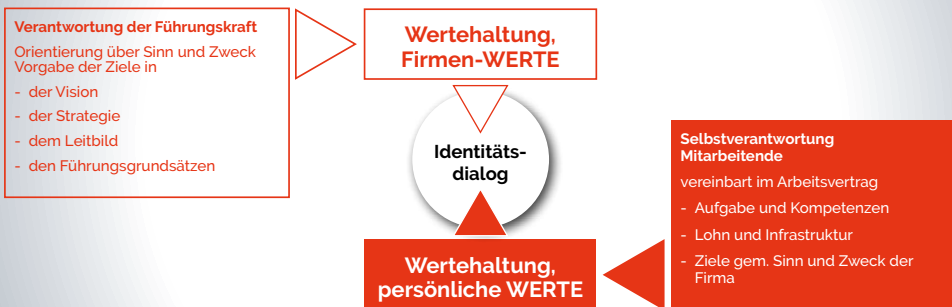 Verantwortung der Führungskraft
Orientierung über Sinn und Zweck
Vorgabe der Ziele in
- der Vision
- der Strategie
- dem Leitbild
- den Führungsgrundsätzen
Wertehaltung,
Firmen-WERTE
Identitäts-
dialog
Wertehaltung,
persönliche WERTE
Selbstverantwortung
Mitarbeitende
vereinbart im Arbeitsvertrag
- Aufgabe und Kompetenzen
- Lohn und Infrastruktur
- Ziele gem. Sinn und Zweck der
Firma